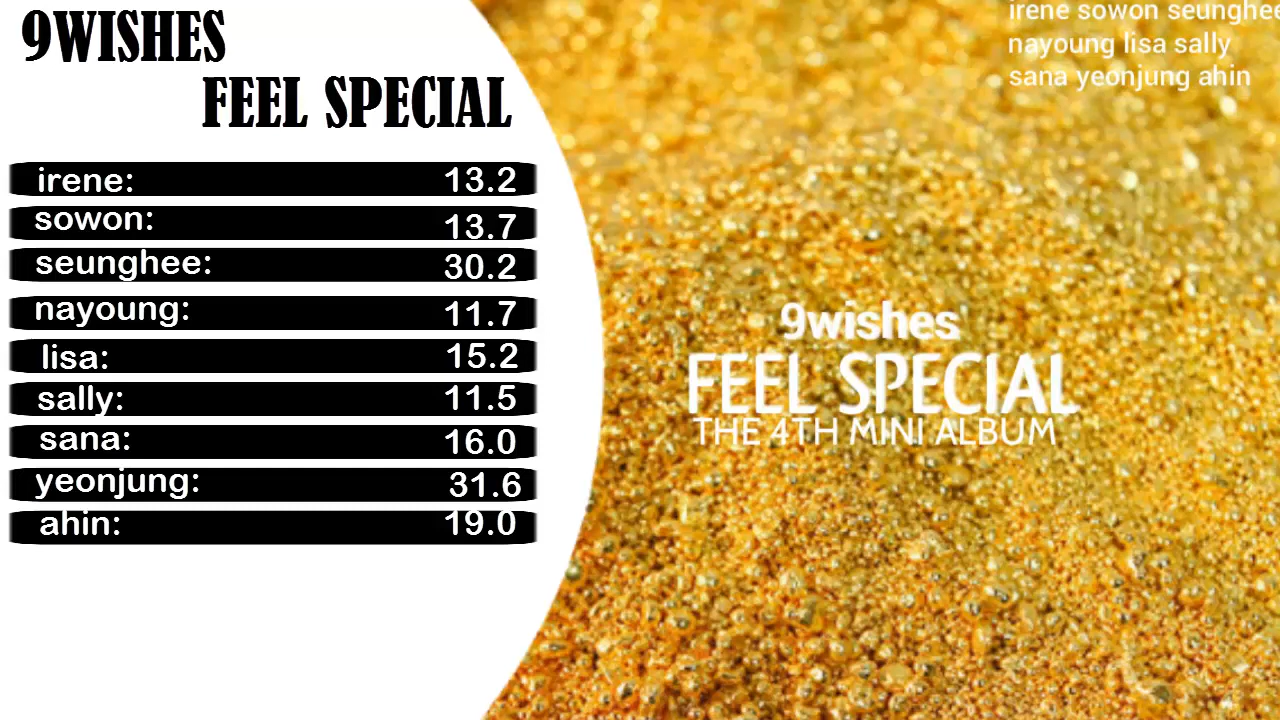 9WISHES
FEEL SPECIAL
irene: 13.2
sowon: 13.7
seunghee: 30.2
nayoung: 11.7
lisa: 15.2
sally: 11.5
sana: 16.0
yeonjung: 31.6
ahin: 19.0
irene sowon seunghee
nayoung lisa sally
sana yeonjung ahin
9wishes
FEEL SPECIAL
THE 4TH MINI ALBUM